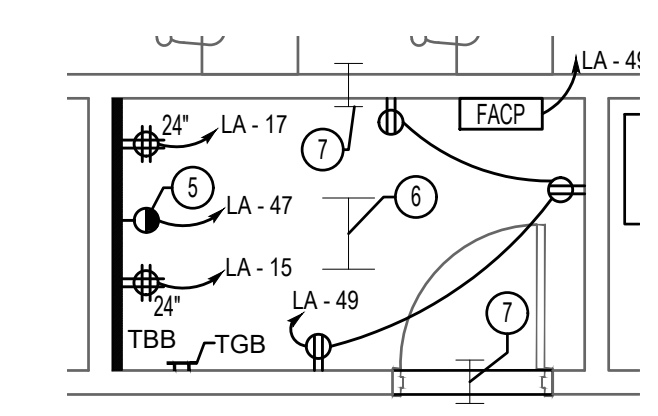 LA - 49
FACP
24"
LA - 17
7
5
6
LA - 47
LA - 15
24"
LA - 49
7
TBB
TGB